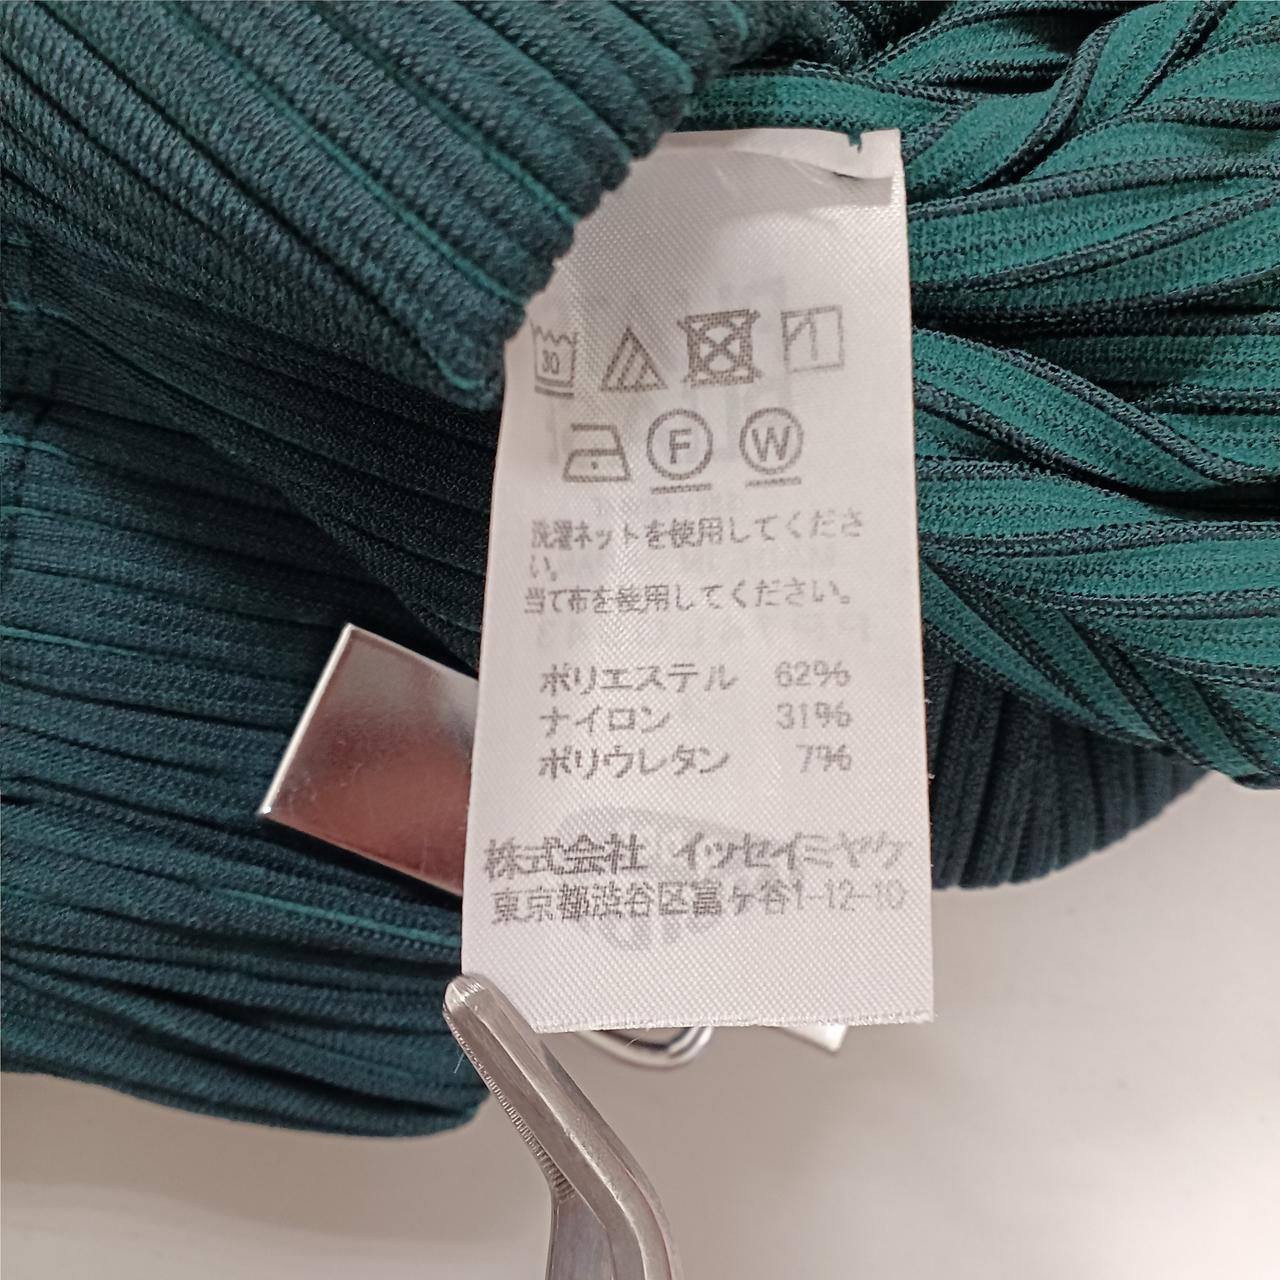 30
F W
洗濯ネットを使用してくださ
い。
当て布を使用してください。
ポリエステル 62%
ナイロン 31%
ポリウレタン 7%
株式会社 イッセイミヤケ
東京都渋谷区富ケ谷1-12-10